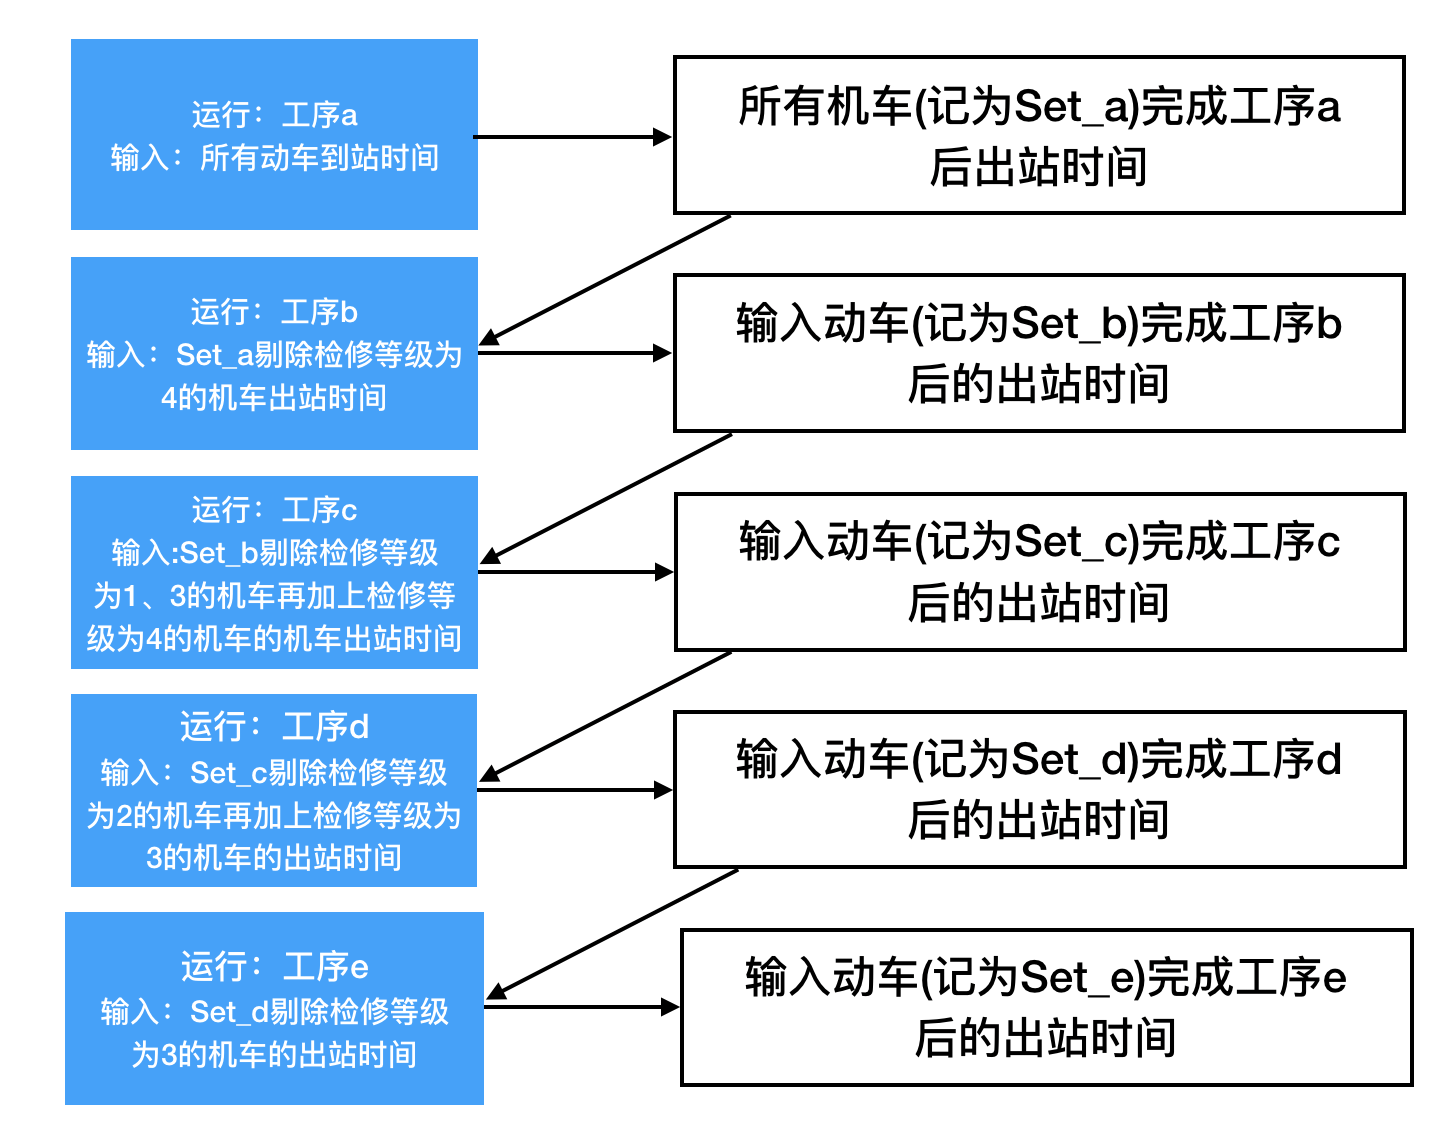 运行：工序a
输入：所有动车到站时间
所有机车(记为Set_a)完成工序a
后出站时间
运行：工序b
输入：Set_a剔除检修等级为
4的机车出站时间
输入动车(记为Set_b)完成工序b
后的出站时间
运行：工序c
输入:Set_b剔除检修等级
为1、3的机车再加上检修等
级为4的机车的机车出站时间
输入动车(记为Set_c)完成工序c
后的出站时间
运行：工序d
输入：Set_c剔除检修等级
为2的机车再加上检修等级为
3的机车的出站时间
输入动车(记为Set_d)完成工序d
后的出站时间
运行：工序e
输入：Set_d剔除检修等级
为3的机车的出站时间
输入动车(记为Set_e)完成工序e
后的出站时间